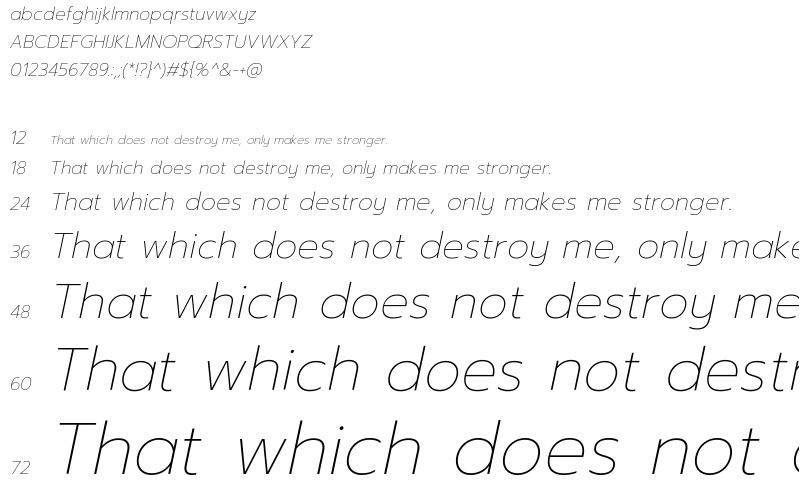 abcdefghijklmnopqrstuvwxyz
ABCDEFGHIJKLMNOPQRSTUVWXYZ
0123456789.:,;(*!?}^)#${%^&-+@
12 That which does not destroy me, only makes me stronger.
18 That which does not destroy me, only makes me stronger.
24 That which does not destroy me, only makes me stronger.
36 That which does not destroy me, only make
48 That which does not destroy me
60 That which does not destr
72 That which does not